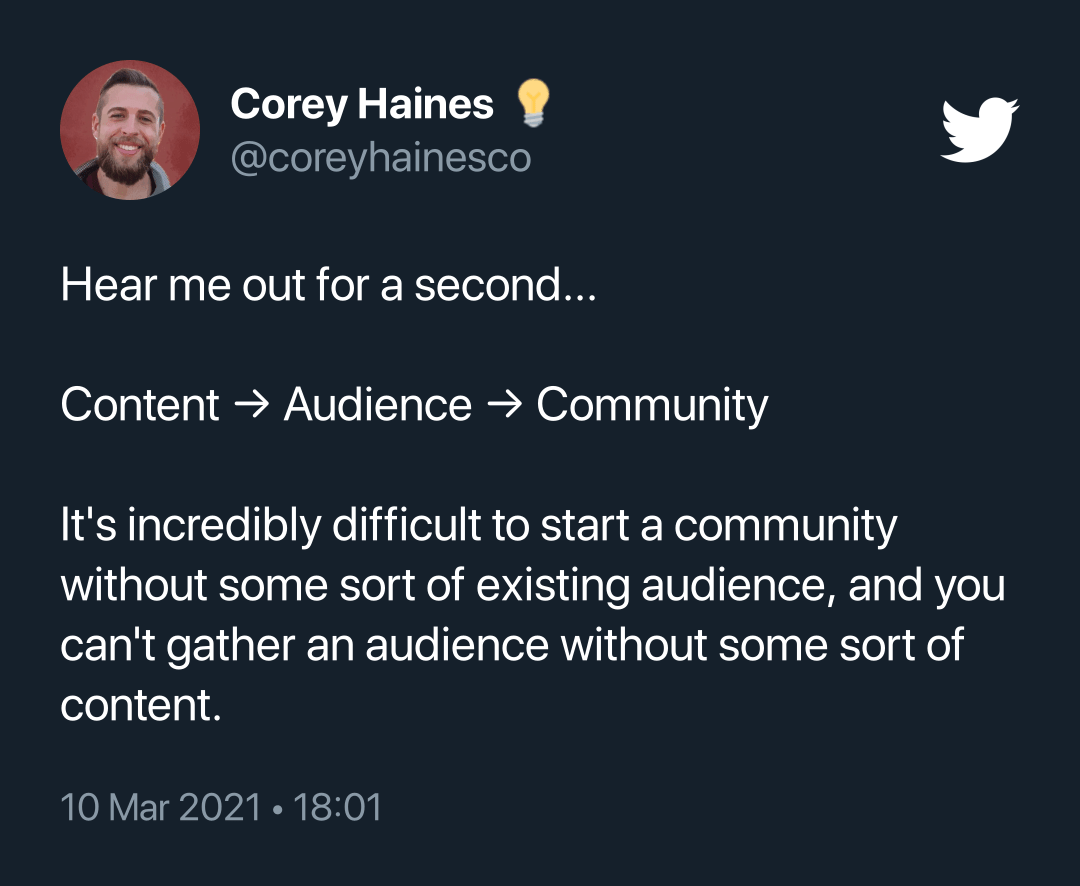 Corey Haines 💡
@coreyhainesco
Hear me out for a second...
Content → Audience → Community
It's incredibly difficult to start a community
without some sort of existing audience, and you
can't gather an audience without some sort of
content.
10 Mar 2021 • 18:01